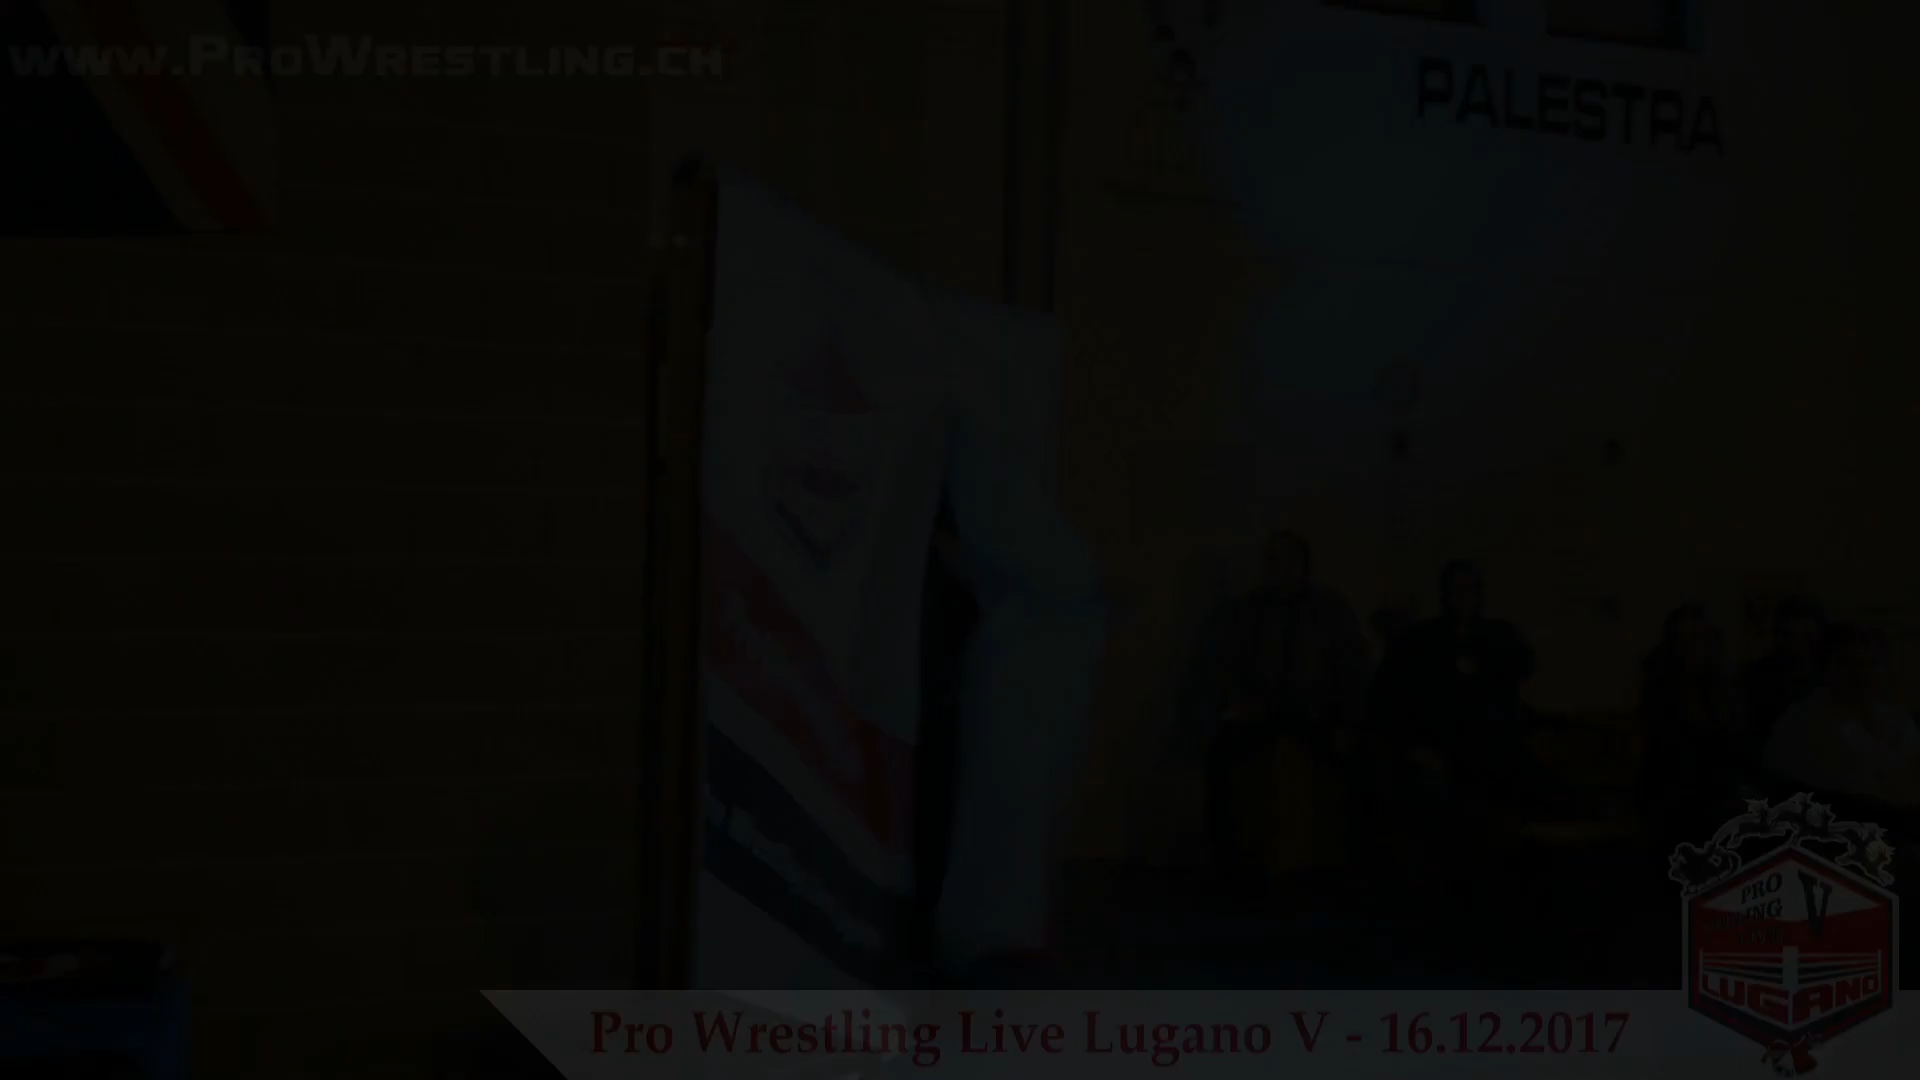 www.ProWrestling.ch
PALESTRA
PRO
V
LUGANO
Pro Wrestling Live Lugano V - 16.12.2017